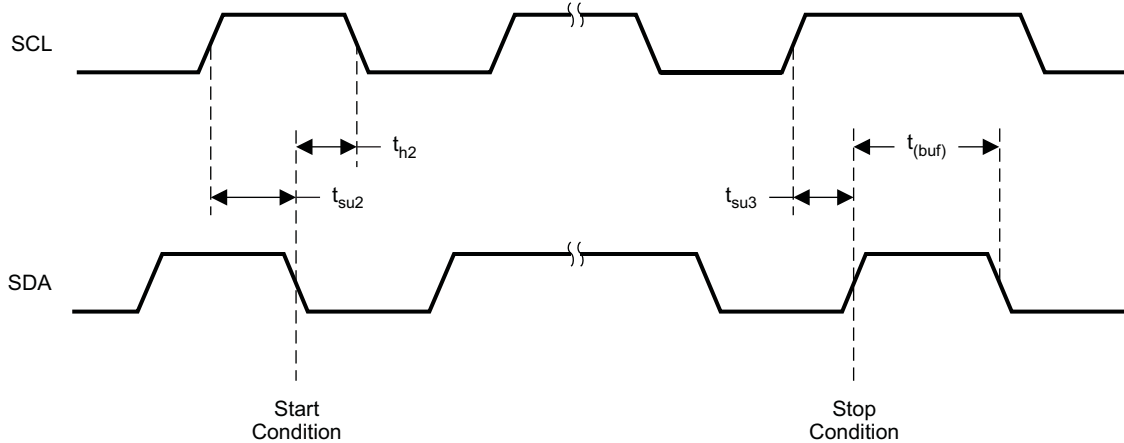 SCL
t_h2
t_(buf)
t_su2
t_su3
SDA
Start
Condition
Stop
Condition